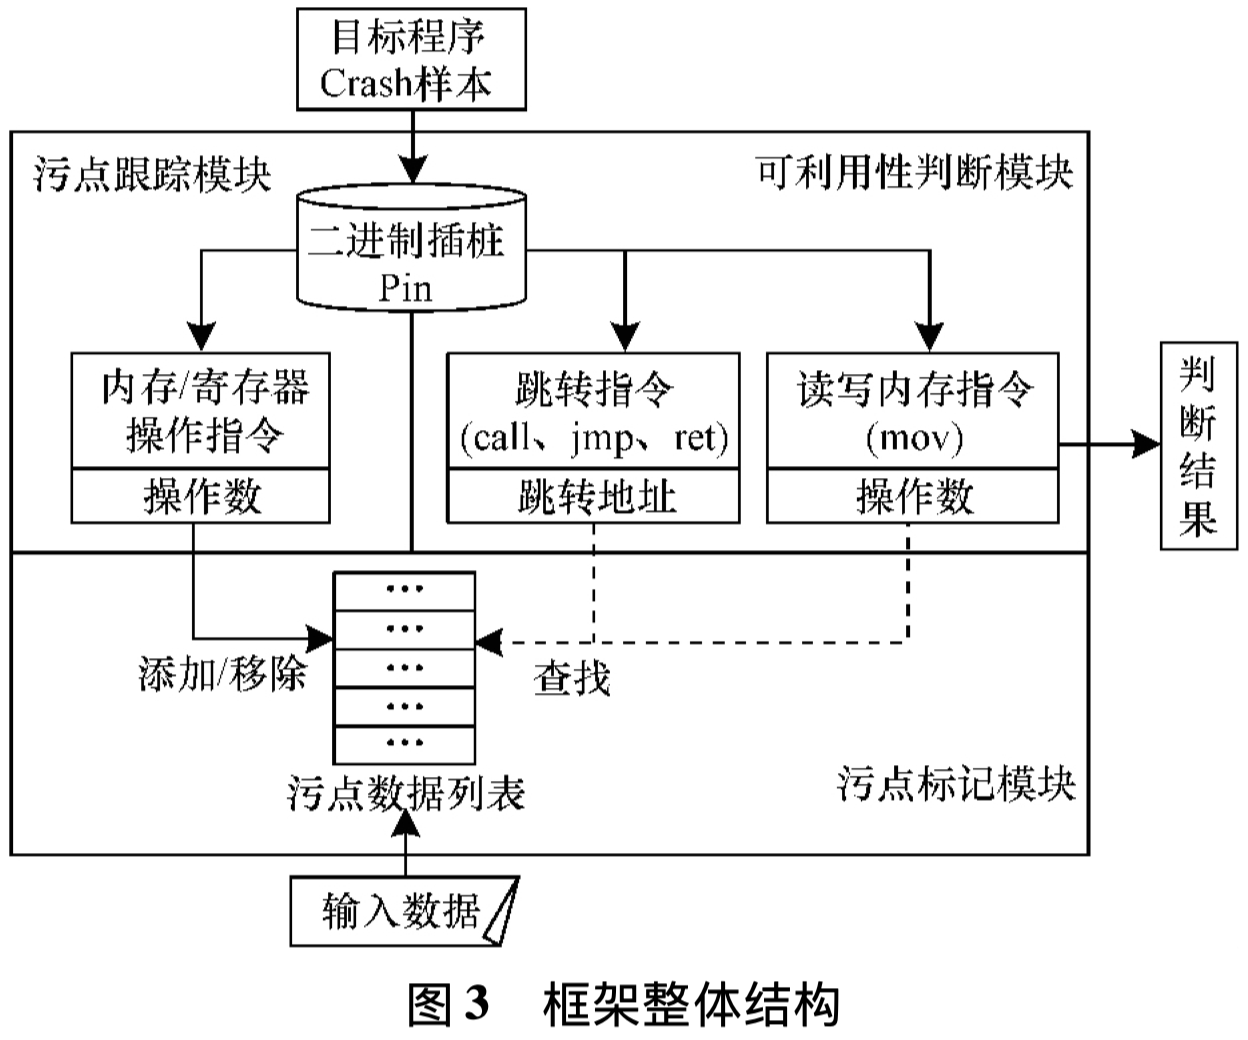 目标程序
Crash样本
污点跟踪模块
可利用性判断模块
二进制插桩
Pin
内存/寄存器
操作指令
操作数
跳转指令
(call、jmp、ret)
跳转地址
读写内存指令
(mov)
操作数
判
断
结
果
···
···
···
···
···
添加/移除
查找
污点数据列表
污点标记模块
输入数据
图3 框架整体结构